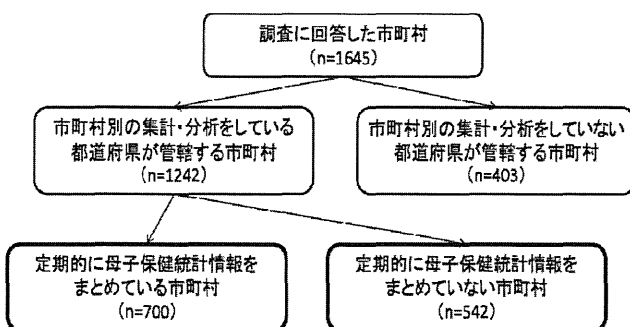 調査に回答した市町村
(n=1645)
市町村別の集計・分析をしている
都道府県が管轄する市町村
(n=1242)
市町村別の集計・分析をしていない
都道府県が管轄する市町村
(n=403)
定期的に母子保健統計情報を
まとめている市町村
(n=700)
定期的に母子保健統計情報を
まとめていない市町村
(n=542)